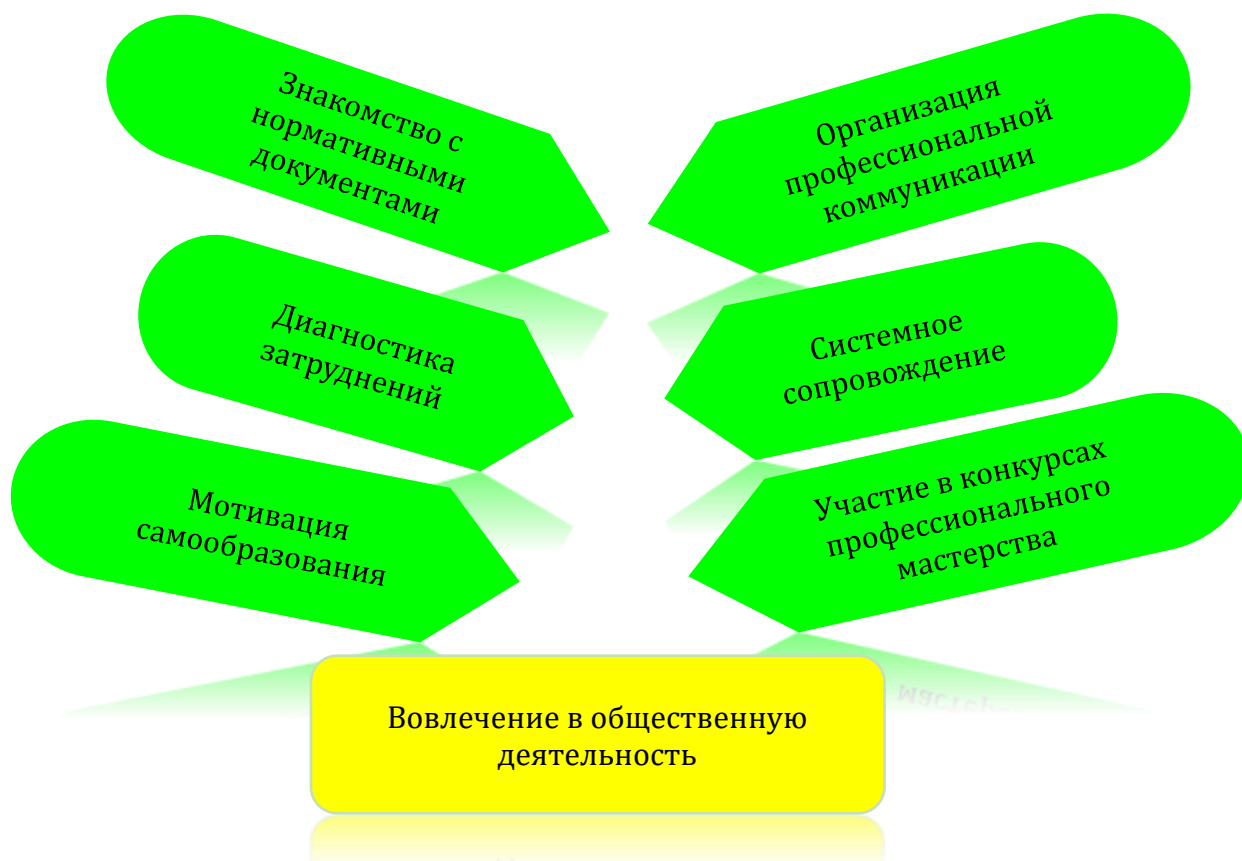 Знакомство с
нормативными
документами
Организация
профессиональной
коммуникации
Диагностика
затруднений
Системное
сопровождение
Мотивация
самообразования
Участие в конкурсах
профессионального
мастерства
Вовлечение в общественную
деятельность